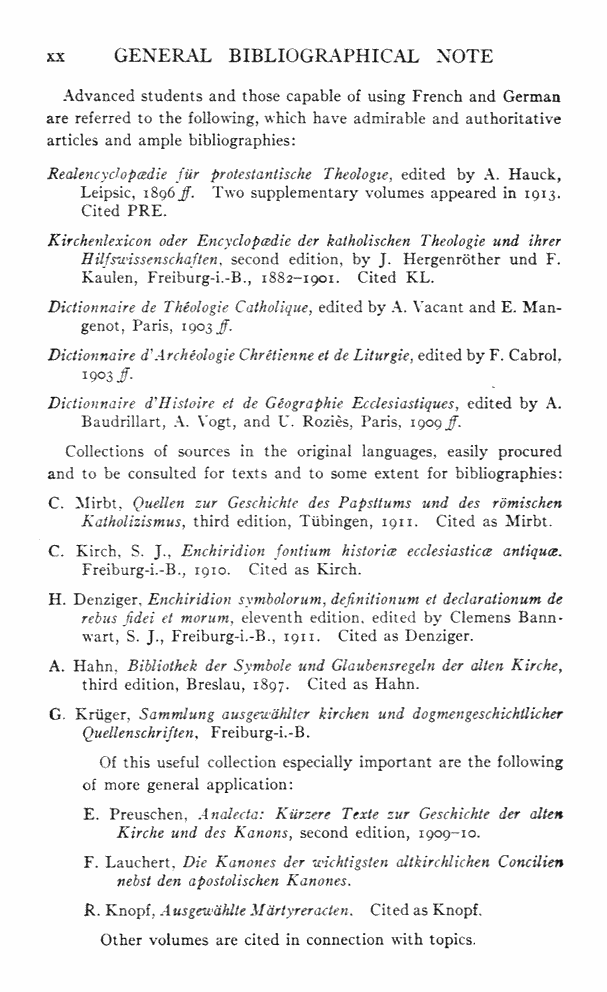 xx GENERAL BIBLIOGRAPHICAL NOTE
Advanced students and those capable of using French and German
are referred to the following, which have admirable and authoritative
articles and ample bibliographies:
Realencyclopædie für protestantische Theologie, edited by A. Hauck,
Leipsic, 1896 ff. Two supplementary volumes appeared in 1913.
Cited PRE.
Kirchenlexicon oder Encyclopædie der katholischen Theologie und ihrer
Hilfswissenschaften, second edition, by J. Hergenröther und F.
Kaulen, Freiburg-i.-B., 1882–1901. Cited KL.
Dictionnaire de Théologie Catholique, edited by A. Vacant and E. Man-
genot, Paris, 1903 ff.
Dictionnaire d'Archéologie Chrétienne et de Liturgie, edited by F. Cabrol,
1903 ff.
Dictionnaire d'Histoire et de Géographie Ecclesiastiques, edited by A.
Baudrillart, A. Vogt, and U. Roziès, Paris, 1909 ff.
Collections of sources in the original languages, easily procured
and to be consulted for texts and to some extent for bibliographies:
C. Mirbt, Quellen zur Geschichte des Papsttums und des römischen
Katholizismus, third edition, Tübingen, 1911. Cited as Mirbt.
C. Kirch, S. J., Enchiridion fontium historiæ ecclesiasticæ antiquæ.
Freiburg-i.-B., 1910. Cited as Kirch.
H. Denziger, Enchiridion symbolorum, definitionum et declarationum de
rebus fidei et morum, eleventh edition, edited by Clemens Bann-
wart, S. J., Freiburg-i.-B., 1911. Cited as Denziger.
A. Hahn, Bibliothek der Symbole und Glaubensregeln der alten Kirche,
third edition, Breslau, 1897. Cited as Hahn.
G. Krüger, Sammlung ausgewählter kirchen und dogmengeschichtlicher
Quellenschriften, Freiburg-i.-B.
Of this useful collection especially important are the following
of more general application:
E. Preuschen, Analecta: Kürzere Texte zur Geschichte der alten
Kirche und des Kanons, second edition, 1909–10.
F. Lauchert, Die Kanones der wichtigsten altkirchlichen Concilien
nebst den apostolischen Kanones.
R. Knopf, Ausgewählte Märtyreracten. Cited as Knopf.
Other volumes are cited in connection with topics.